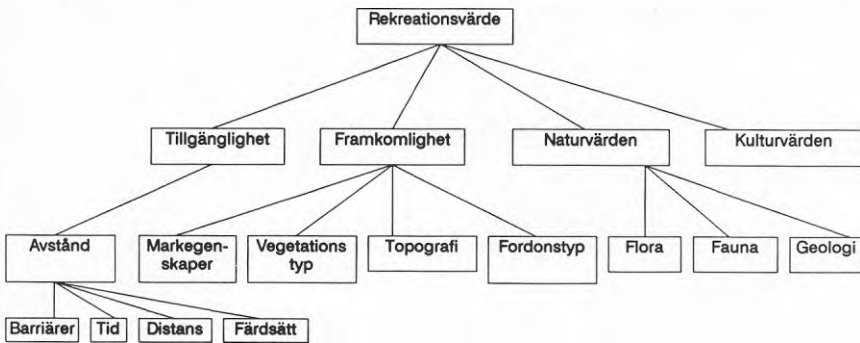 Rekreationsvärde
Tillgänglighet
Framkomlighet
Naturvärden
Kulturvärden
Avstånd
Markegen-
skaper
Vegetations
typ
Topografi
Fordonstyp
Flora
Fauna
Geologi
Barriärer
Tid
Distans
Färdsätt